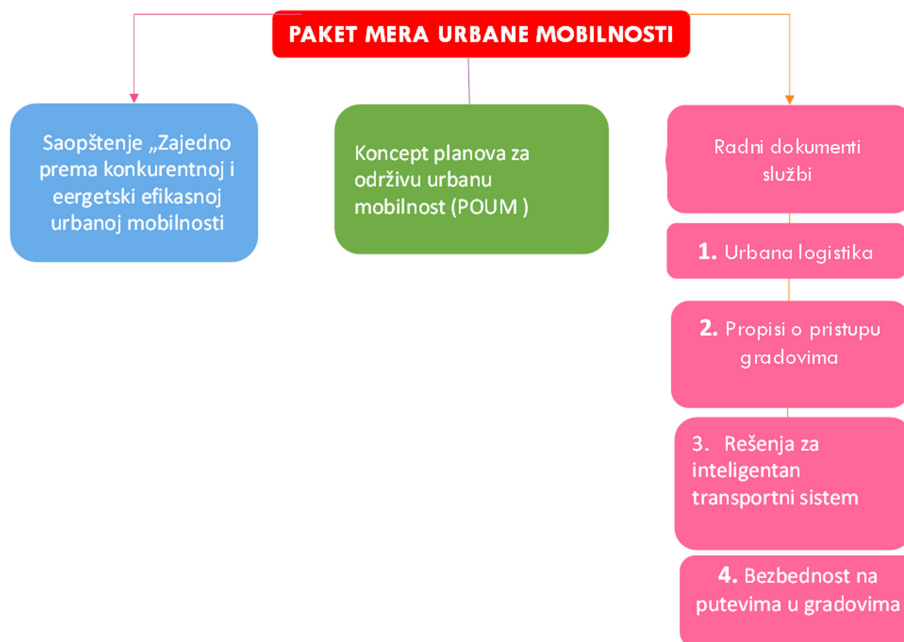 PAKET MERA URBANE MOBILNOSTI
Saopštenje „Zajedno
prema konkurentnoj i
eergetski efikasnoj
urbanoj mobilnosti
Koncept planova za
održivu urbanu
mobilnost (POUM )
Radni dokumenti
službi
1. Urbana logistika
2. Propisi o pristupu
gradovima
3. Rešenja za
inteligentan
transportni sistem
4. Bezbednost na
putevima u gradovima